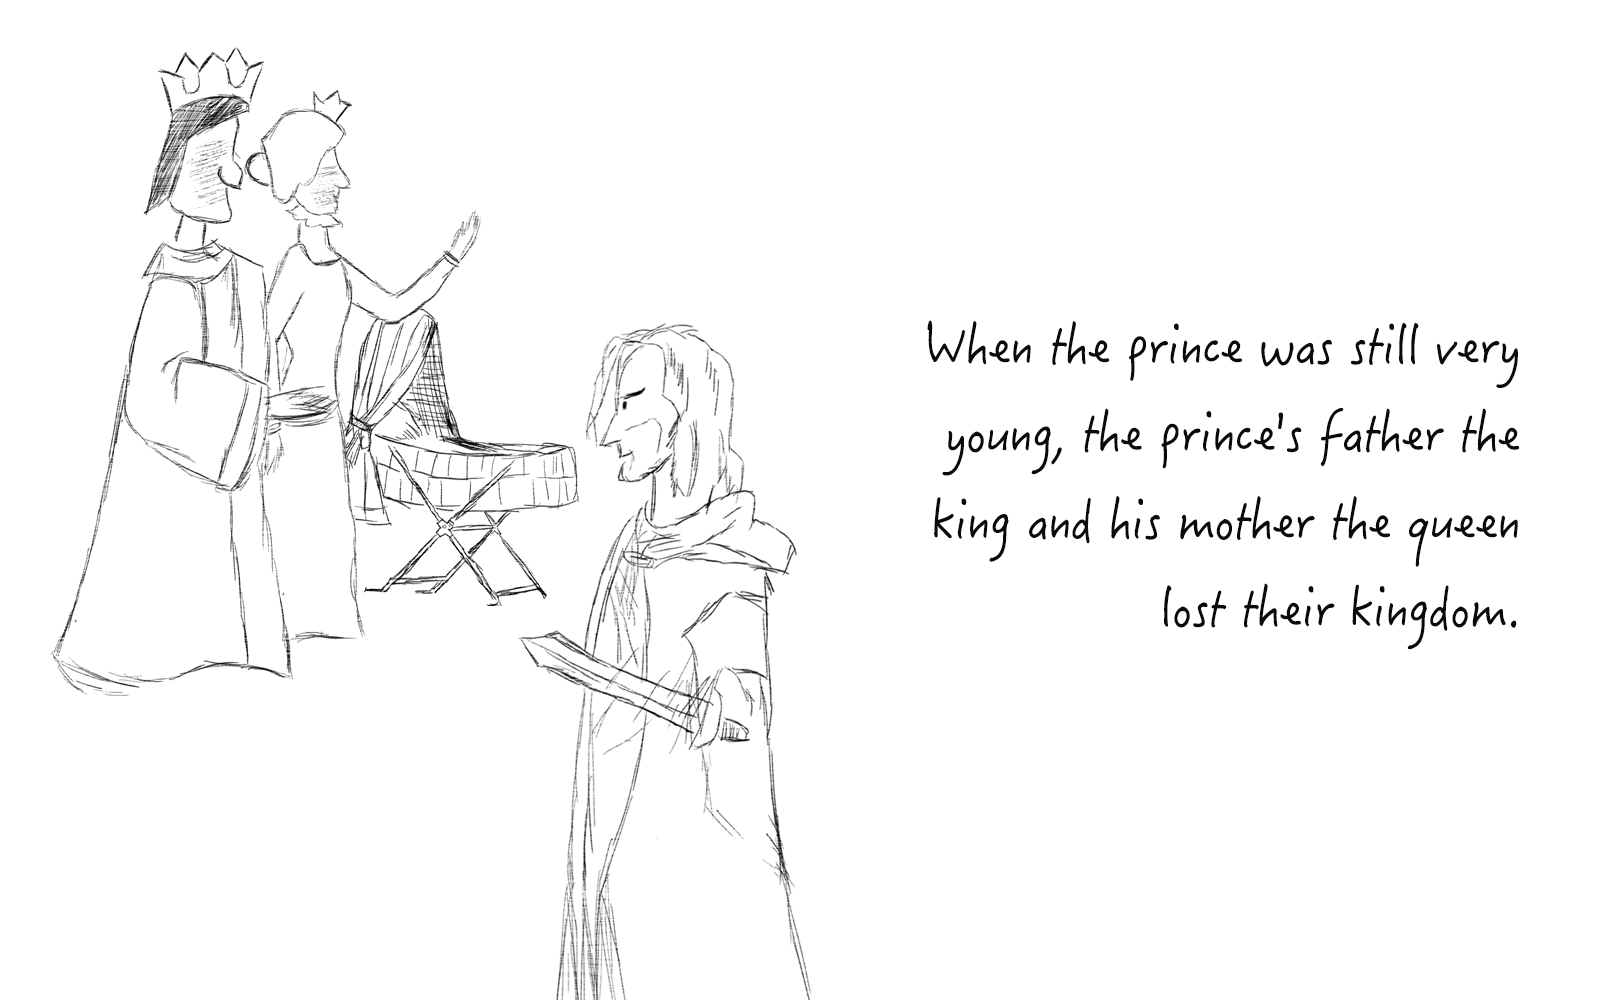 When the prince was still very
young, the prince's father the
king and his mother the queen
lost their kingdom.